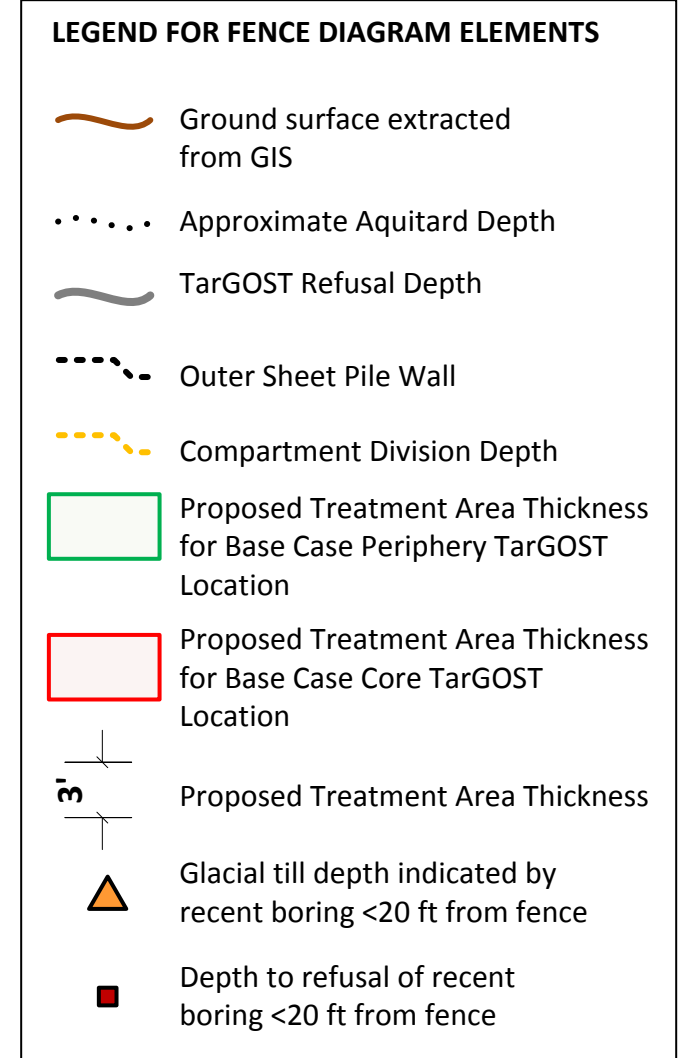 LEGEND FOR FENCE DIAGRAM ELEMENTS
Ground surface extracted
from GIS
Approximate Aquitard Depth
TarGOST Refusal Depth
Outer Sheet Pile Wall
Compartment Division Depth
Proposed Treatment Area Thickness
for Base Case Periphery TarGOST
Location
Proposed Treatment Area Thickness
for Base Case Core TarGOST
Location
3'
Proposed Treatment Area Thickness
Glacial till depth indicated by
recent boring <20 ft from fence
Depth to refusal of recent
boring <20 ft from fence